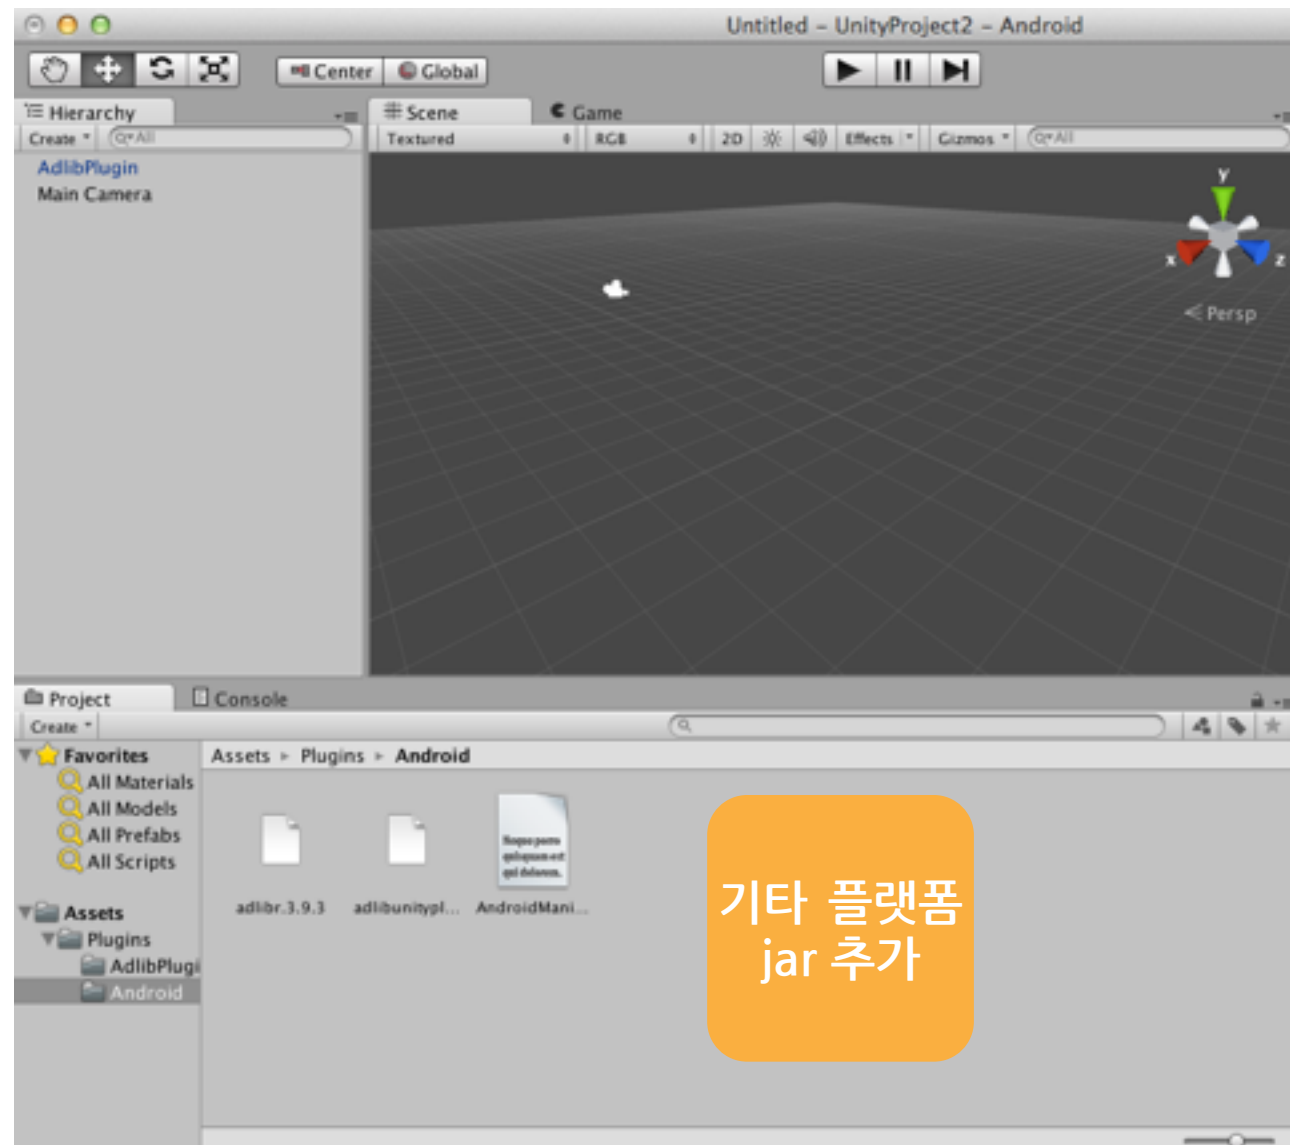 Untitled – UnityProject2 – Android
Center Global
Hierarchy
Create All
AdlibPlugin
Main Camera
Scene Game
Textured RGB 2D Effects Gizmos All
y
x z
Persp
Project Console
Create
Favorites
All Materials
All Models
All Prefabs
All Scripts
Assets
Plugins
AdlibPlugi
Android
Assets Plugins Android
adlibr.3.9.3 adlibunitypl... AndroidMani...
기타 플랫폼
jar 추가